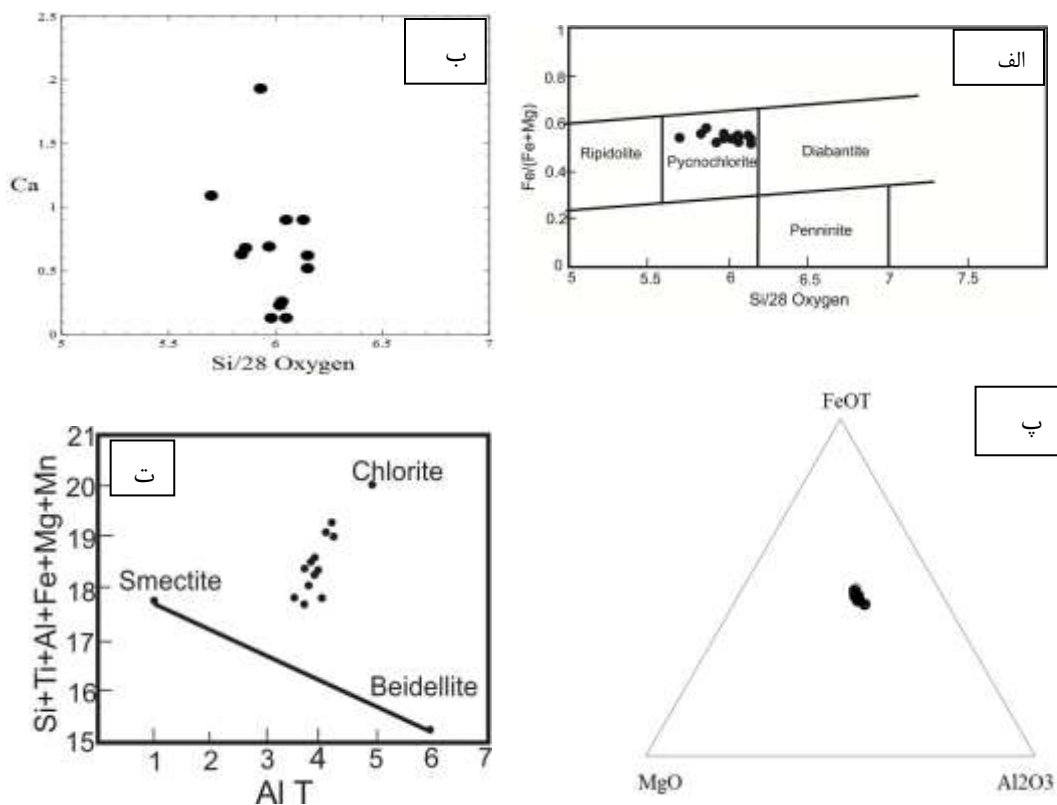 ب
2.5
2
1.5
Ca
1
0.5
0
5
5.5
6
6.5
7
Si/28 Oxygen
الف
1
0.8
0.6
0.4
0.2
0
Fe/(Fe+Mg)
Ripidolite
Pycnochlorite
Diabantite
Penninite
5
5.5
6
6.5
7
7.5
Si/28 Oxygen
ت
21
20
19
18
17
16
15
Si+Ti+Al+Fe+Mg+Mn
Chlorite
Smectite
Beidellite
1
2
3
4
5
6
7
Al T
پ
FeOT
MgO
Al2O3